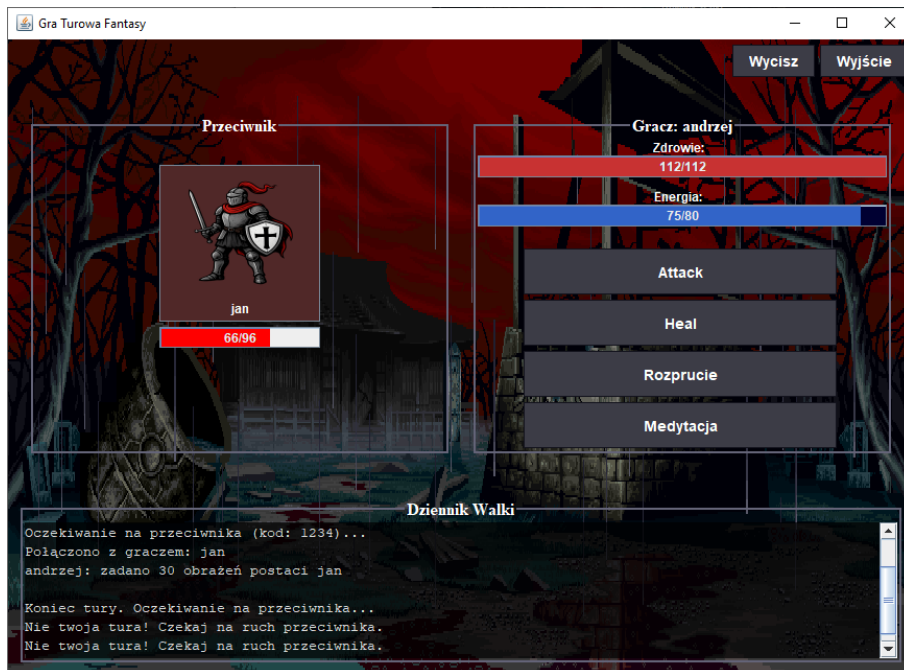 Gra Turowa Fantasy
Wycisz
Wyjście
Przeciwnik
jan
66/96
Gracz: andrzej
Zdrowie:
112/112
Energia:
75/80
Attack
Heal
Rozprucie
Medytacja
Dziennik Walki
Oczekiwanie na przeciwnika (kod: 1234)...
Połączono z graczem: jan
andrzej: zadano 30 obrażeń postaci jan
Koniec tury. Oczekiwanie na przeciwnika...
Nie twoja tura! Czekaj na ruch przeciwnika.
Nie twoja tura! Czekaj na ruch przeciwnika.